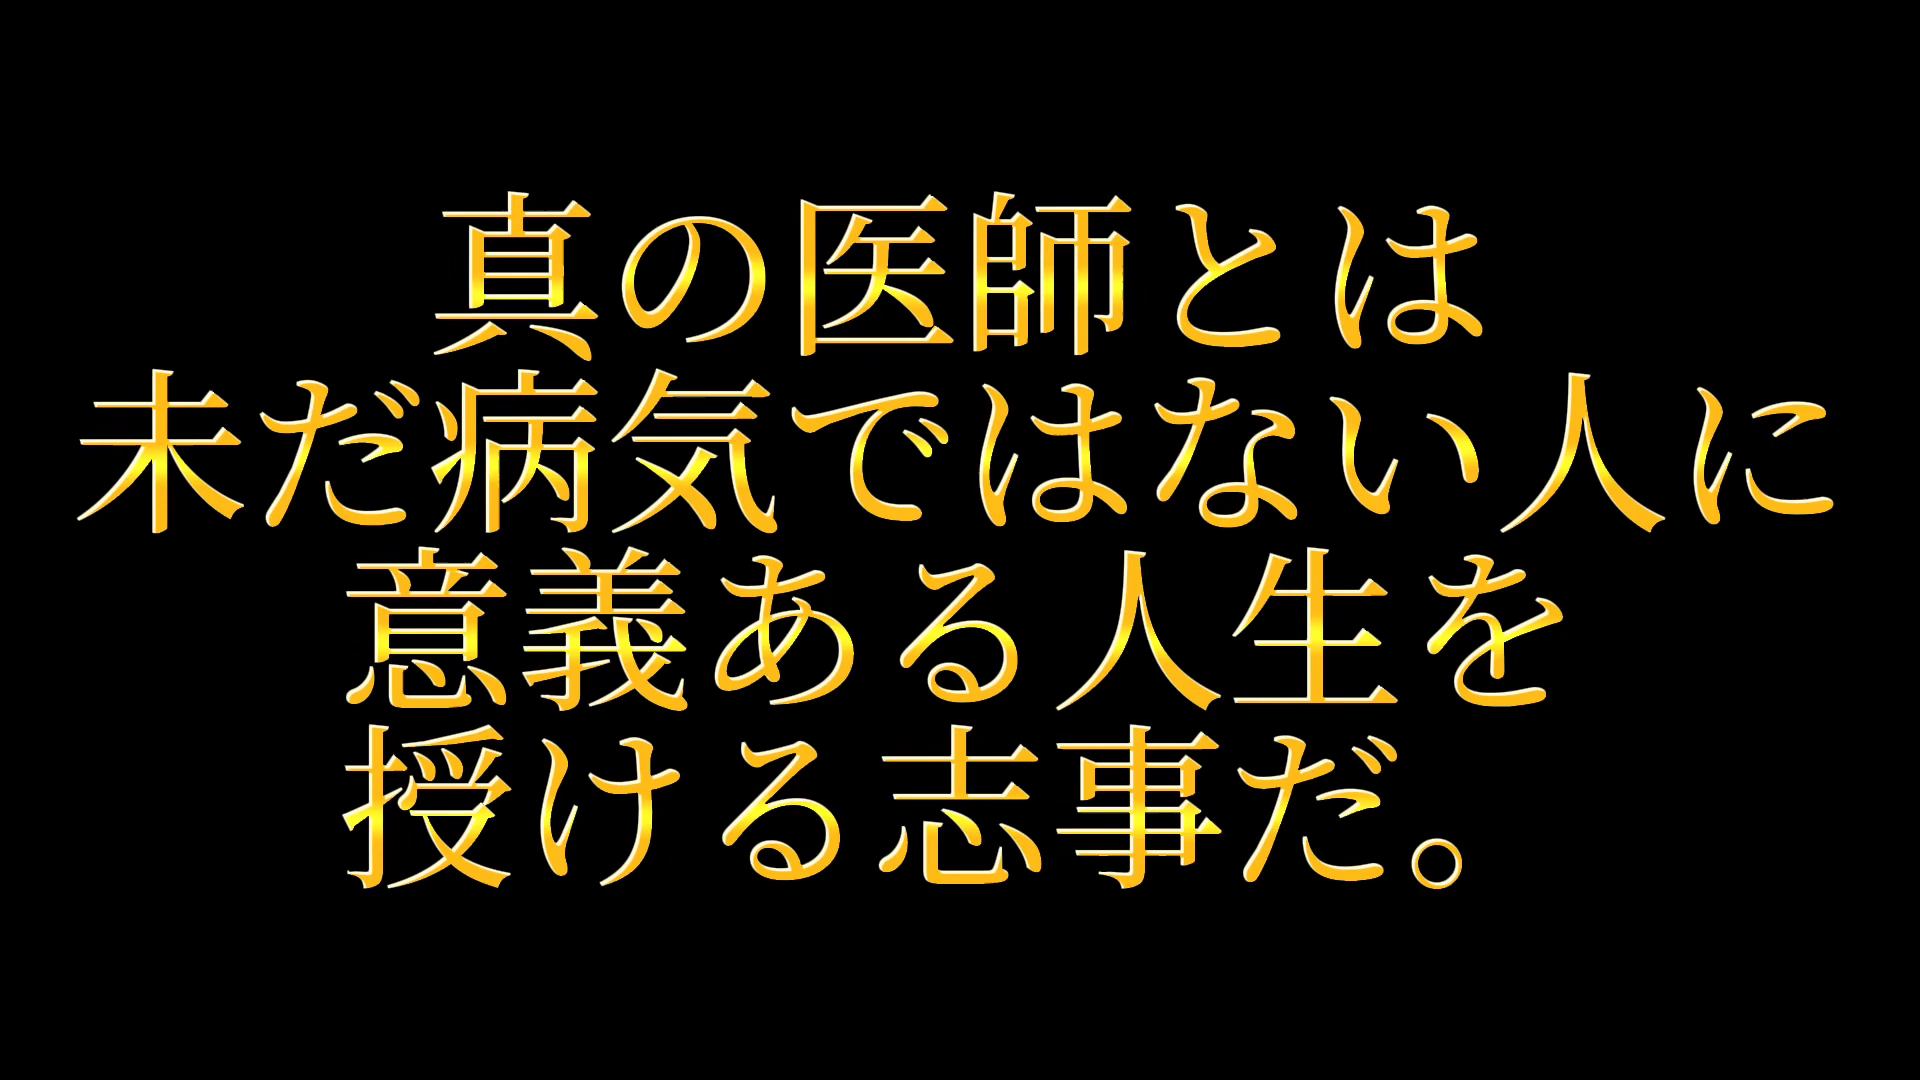 真の医師とは
未だ病気ではない人に
意義ある人生を
授ける志事だ。